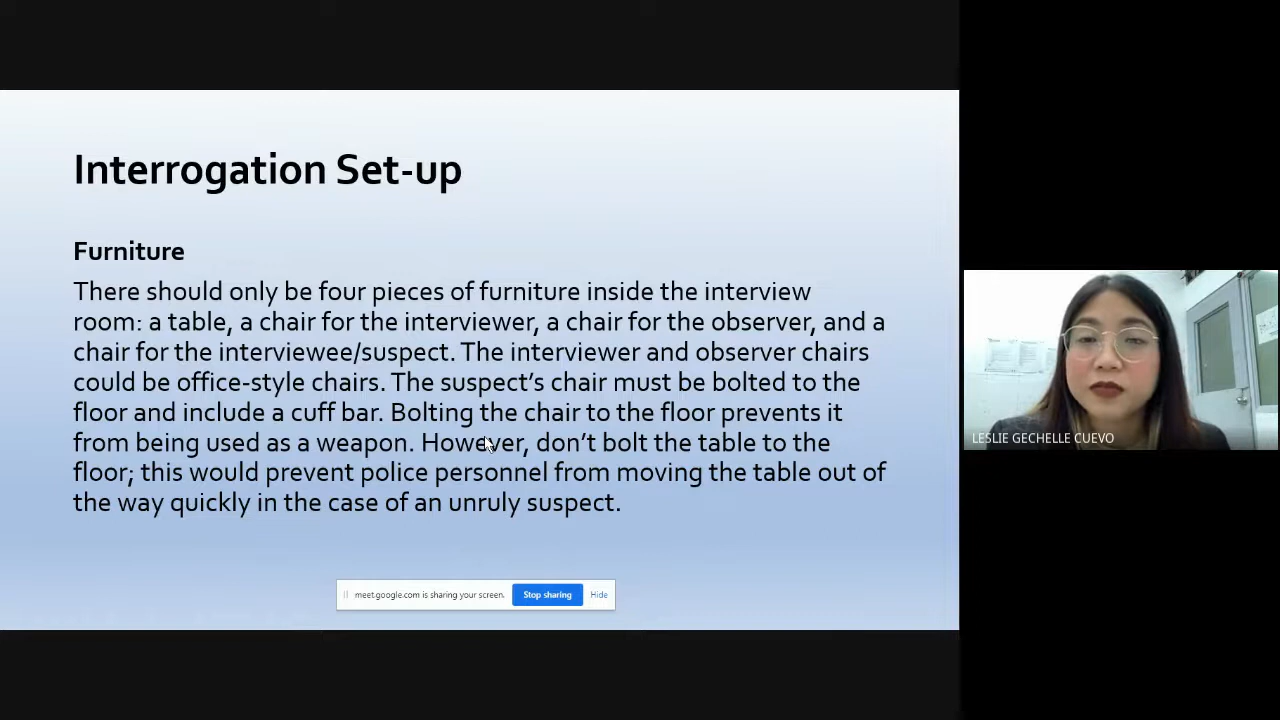 Interrogation Set-up
Furniture
There should only be four pieces of furniture inside the interview
room: a table, a chair for the interviewer, a chair for the observer, and a
chair for the interviewee/suspect. The interviewer and observer chairs
could be office-style chairs. The suspect’s chair must be bolted to the
floor and include a cuff bar. Bolting the chair to the floor prevents it
from being used as a weapon. However, don’t bolt the table to the
floor; this would prevent police personnel from moving the table out of
the way quickly in the case of an unruly suspect.
meet.google.com is sharing your screen. Stop sharing Hide
LESLIE GECHELLE CUEVO